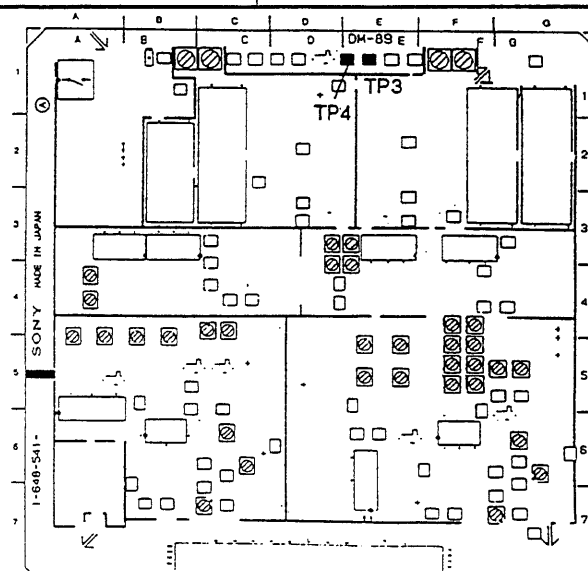 A B C D E F G
A B C D DM-89 E F G
TP3
TP4
1 1
2 2
3 3
4 4
5 5
6 6
7 7
A
SONY MADE IN JAPAN
1-648-541-